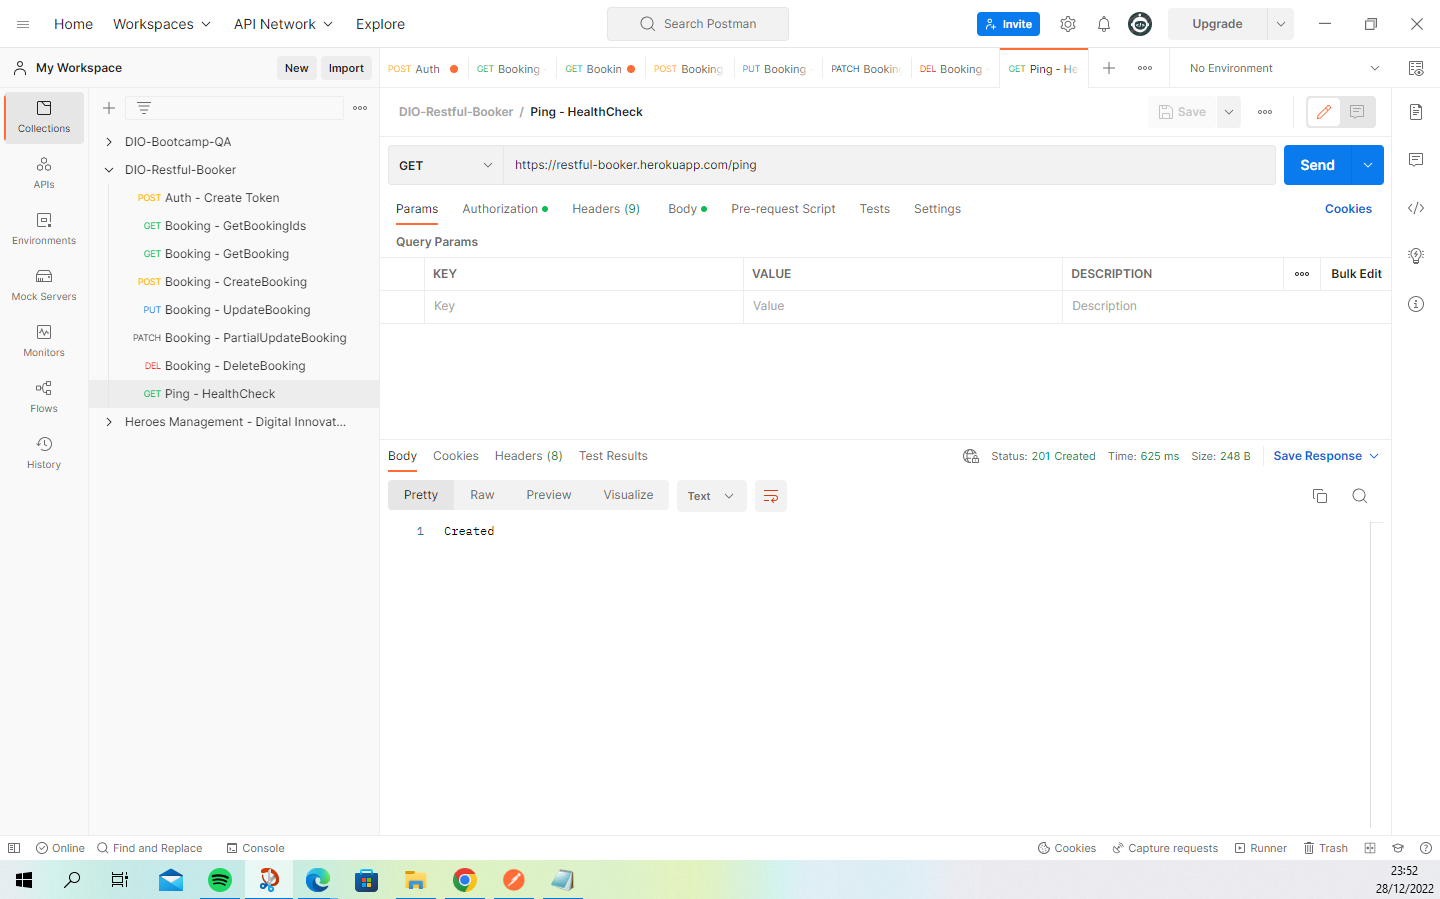 Home Workspaces API Network Explore Search Postman Invite Upgrade
My Workspace New Import POST Auth GET Booking GET Bookin POST Booking PUT Booking PATCH Bookin DEL Booking GET Ping - He No Environment
Collections
APIs
Environments
Mock Servers
Monitors
Flows
History
DIO-Bootcamp-QA
DIO-Restful-Booker
POST Auth - Create Token
GET Booking - GetBookingIds
GET Booking - GetBooking
POST Booking - CreateBooking
PUT Booking - UpdateBooking
PATCH Booking - PartialUpdateBooking
DEL Booking - DeleteBooking
GET Ping - HealthCheck
Heroes Management - Digital Innovat...
DIO-Restful-Booker / Ping - HealthCheck Save
GET https://restful-booker.herokuapp.com/ping Send
Params Authorization Headers (9) Body Pre-request Script Tests Settings Cookies
Query Params
KEY VALUE DESCRIPTION Bulk Edit
Key Value Description
Body Cookies Headers (8) Test Results Status: 201 Created Time: 625 ms Size: 248 B Save Response
Pretty Raw Preview Visualize Text
1 Created
Online Find and Replace Console Cookies Capture requests Runner Trash
23:52
28/12/2022